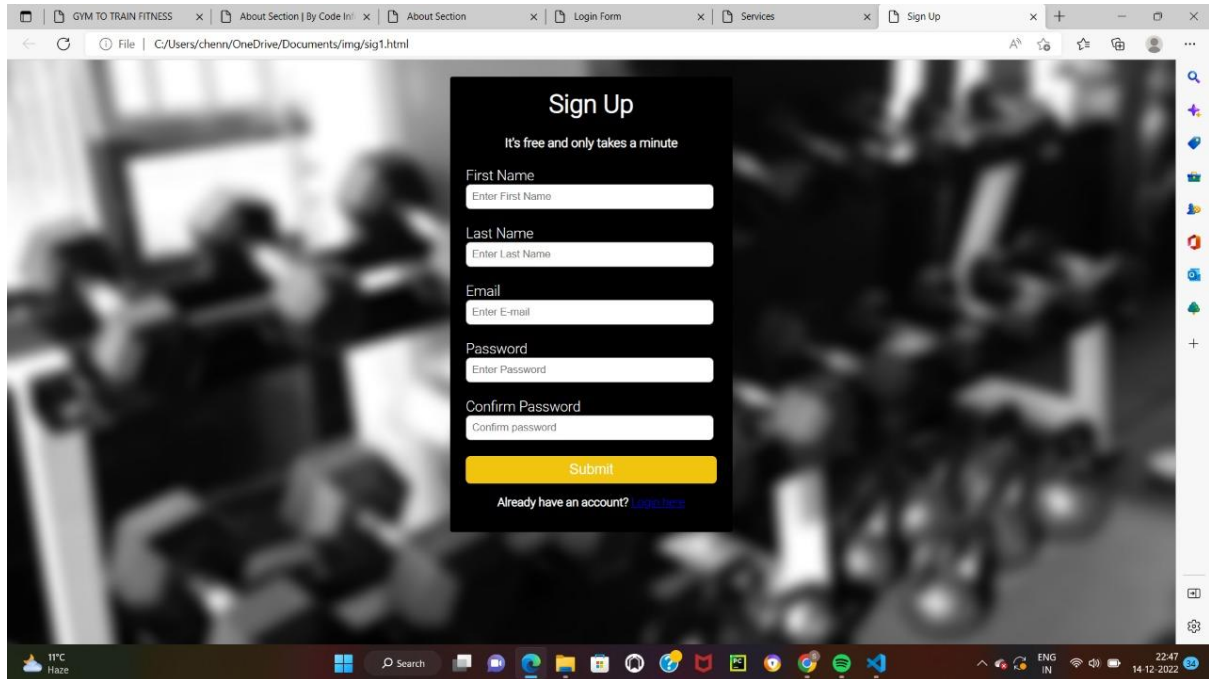 GYM TO TRAIN FITNESS
About Section | By Code Inf
About Section
Login Form
Services
Sign Up
File | C:/Users/chenn/OneDrive/Documents/img/sig1.html
Sign Up
It's free and only takes a minute
First Name
Enter First Name
Last Name
Enter Last Name
Email
Enter E-mail
Password
Enter Password
Confirm Password
Confirm password
Submit
Already have an account? Login here
11°C
Haze
Search
ENG
IN
22:47
14-12-2022
34